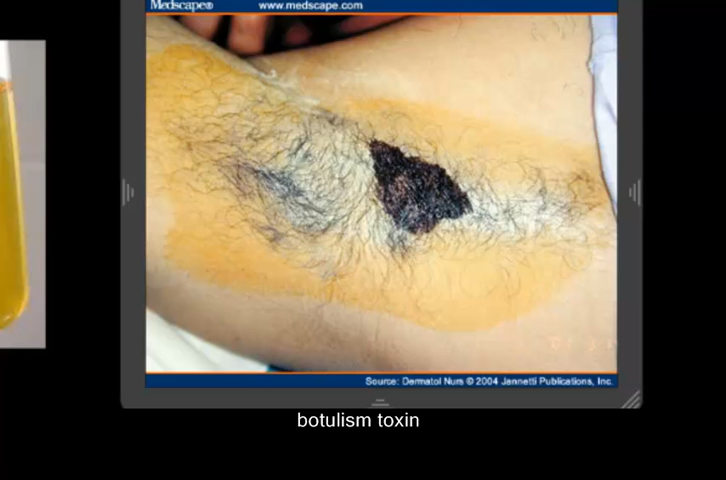 Medscape® www.medscape.com
Source: Dermatol Nurs © 2004 Jannetti Publications, Inc.
botulism toxin